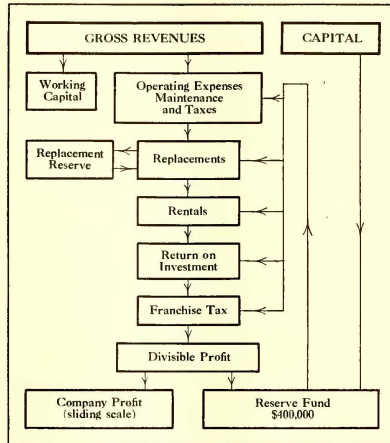 GROSS REVENUES
CAPITAL
Working
Capital
Operating Expenses
Maintenance
and Taxes
Replacement
Reserve
Replacements
Rentals
Return on
Investment
Franchise Tax
Divisible Profit
Company Profit
(sliding scale)
Reserve Fund
$400,000